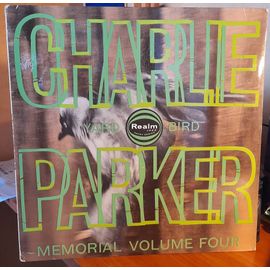 CHARLIE
YARD BIRD
Realm
PARKER
MEMORIAL VOLUME FOUR